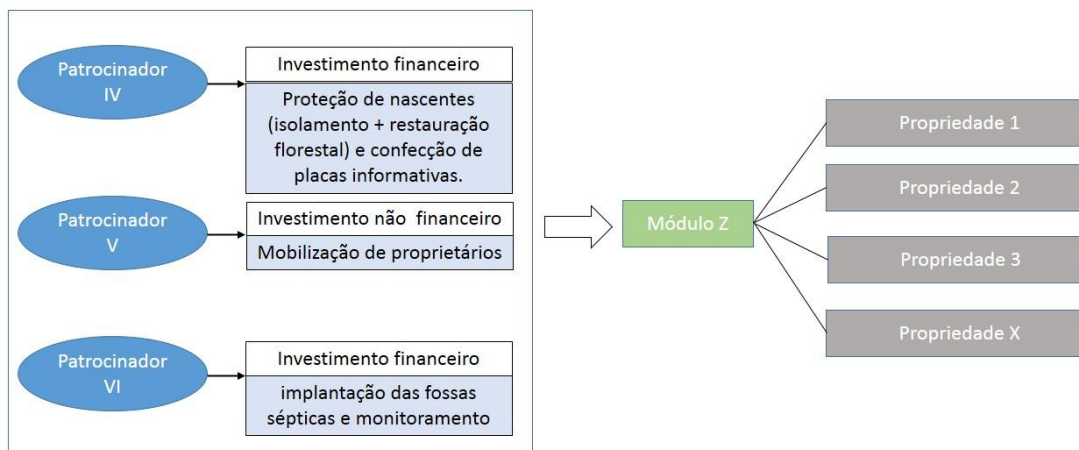 Patrocinador
IV
Investimento financeiro
Proteção de nascentes
(isolamento + restauração
florestal) e confecção de
placas informativas.
Patrocinador
V
Investimento não financeiro
Mobilização de proprietários
Patrocinador
VI
Investimento financeiro
implantação das fossas
sépticas e monitoramento
Módulo Z
Propriedade 1
Propriedade 2
Propriedade 3
Propriedade X